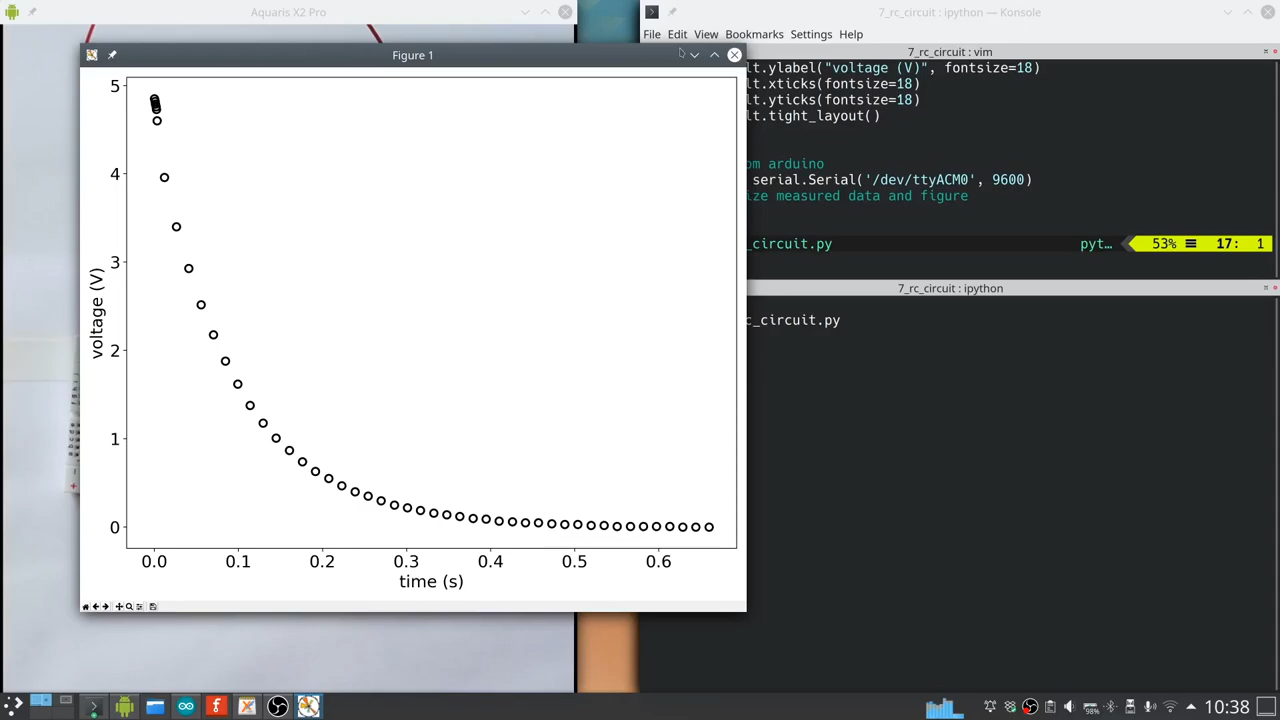 Aquaris X2 Pro
7_rc_circuit : ipython — Konsole
File Edit View Bookmarks Settings Help
7_rc_circuit : vim
lt.ylabel("voltage (V)", fontsize=18)
lt.xticks(fontsize=18)
lt.yticks(fontsize=18)
lt.tight_layout()
om arduino
serial.Serial('/dev/ttyACM0', 9600)
ize measured data and figure
_circuit.py pyt… 53% ≡ 17: 1
7_rc_circuit : ipython
c_circuit.py
Figure 1
5
4
3
2
1
0
voltage (V)
0.0 0.1 0.2 0.3 0.4 0.5 0.6
time (s)
98%
10:38